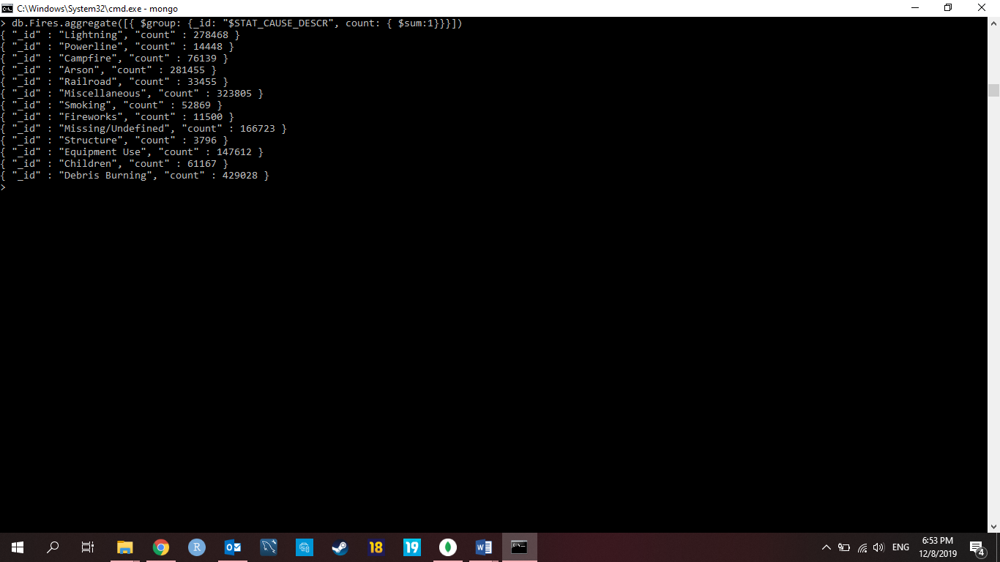 C:\Windows\System32\cmd.exe - mongo
> db.Fires.aggregate([{ $group: {_id: "$STAT_CAUSE_DESCR", count: { $sum:1}}}])
{ "_id" : "Lightning", "count" : 278468 }
{ "_id" : "Powerline", "count" : 14448 }
{ "_id" : "Campfire", "count" : 76139 }
{ "_id" : "Arson", "count" : 281455 }
{ "_id" : "Railroad", "count" : 33455 }
{ "_id" : "Miscellaneous", "count" : 323805 }
{ "_id" : "Smoking", "count" : 52869 }
{ "_id" : "Fireworks", "count" : 11500 }
{ "_id" : "Missing/Undefined", "count" : 166723 }
{ "_id" : "Structure", "count" : 3796 }
{ "_id" : "Equipment Use", "count" : 147612 }
{ "_id" : "Children", "count" : 61167 }
{ "_id" : "Debris Burning", "count" : 429028 }
>
R
18
19
ENG
6:53 PM
12/8/2019
4